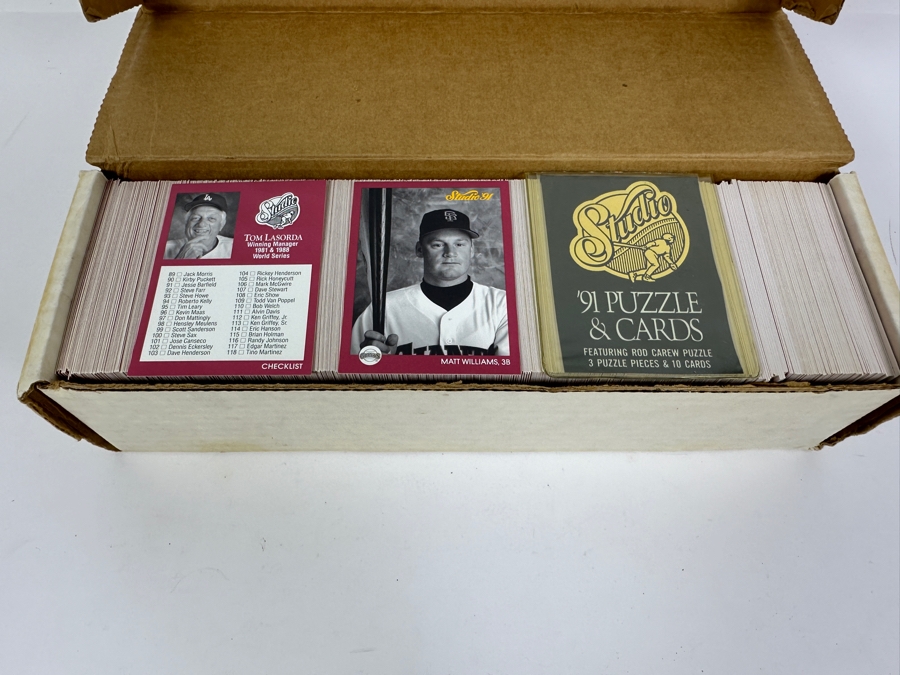 LA
Studio
TOM LASORDA
Winning Manager
1981 & 1988
World Series
89 Jack Morris
90 Kirby Puckett
91 Jesse Barfield
92 Steve Farr
93 Steve Howe
94 Roberto Kelly
95 Tim Leary
96 Kevin Maas
97 Don Mattingly
98 Hensley Meulens
99 Scott Sanderson
100 Steve Sax
101 Jose Canseco
102 Dennis Eckersley
103 Dave Henderson
104 Rickey Henderson
105 Rick Honeycutt
106 Mark McGwire
107 Dave Stewart
108 Eric Show
109 Todd Van Poppel
110 Bob Welch
111 Alvin Davis
112 Ken Griffey, Jr.
113 Ken Griffey, Sr.
114 Eric Hanson
115 Brian Holman
116 Randy Johnson
117 Edgar Martinez
118 Tino Martinez
CHECKLIST
Studio 91
SF
MATT WILLIAMS, 3B
Studio
'91 PUZZLE
& CARDS
FEATURING ROD CAREW PUZZLE
3 PUZZLE PIECES & 10 CARDS